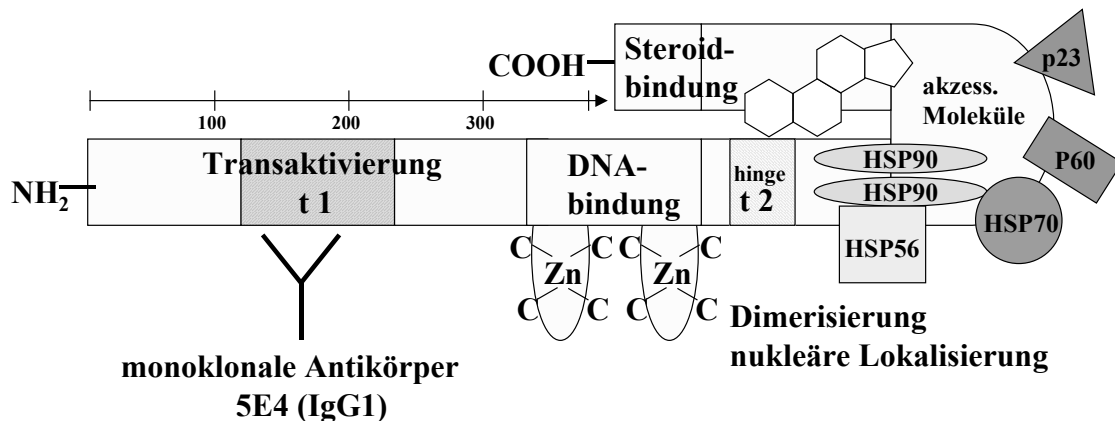 COOH
Steroid-
bindung
p23
akzess.
Moleküle
100 200 300
NH2
Transaktivierung
t 1
DNA-
bindung
hinge
t 2
HSP90
HSP90
P60
HSP70
HSP56
C C C C
Zn Zn
C C C C
Dimerisierung
nukleäre Lokalisierung
monoklonale Antikörper
5E4 (IgG1)